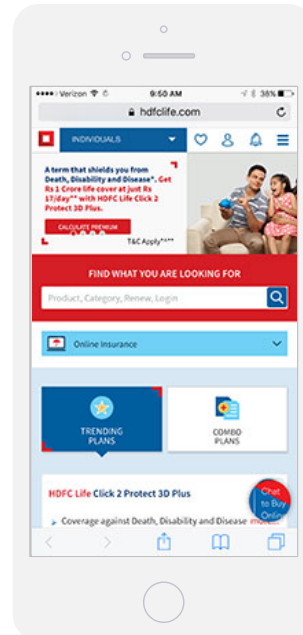 Verizon 9:50 AM 38%
hdfclife.com
INDIVIDUALS
A term that shields you from
Death, Disability and Disease*. Get
Rs 1 Crore life cover at just Rs
17/day** with HDFC Life Click 2
Protect 3D Plus.
CALCULATE PREMIUM
T&C Apply****
FIND WHAT YOU ARE LOOKING FOR
Product, Category, Renew, Login
Online Insurance
TRENDING
PLANS
COMBO
PLANS
HDFC Life Click 2 Protect 3D Plus
Chat
to Buy
Online
Coverage against Death, Disability and Disease more...